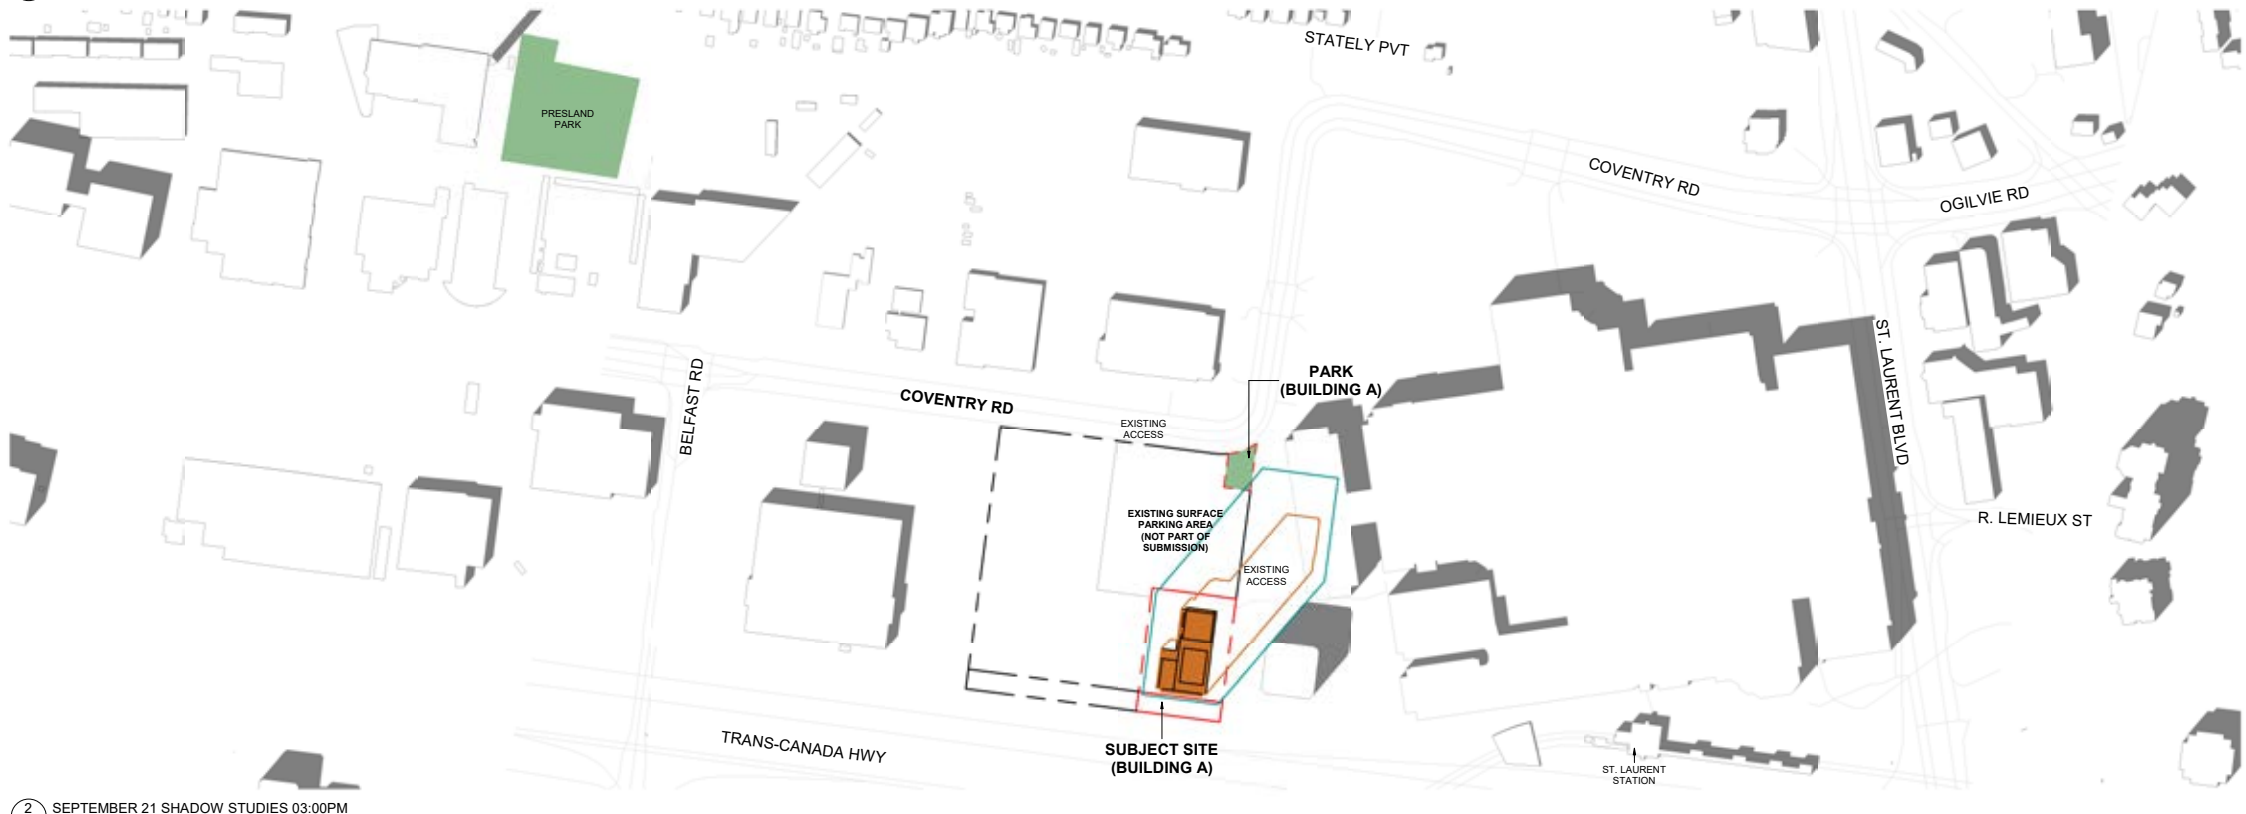 STATELY PVT
PRESLAND
PARK
COVENTRY RD
OGILVIE RD
ST. LAURENT BLVD
BELFAST RD
PARK
(BUILDING A)
COVENTRY RD
EXISTING
ACCESS
EXISTING SURFACE
PARKING AREA
(NOT PART OF
SUBMISSION)
R. LEMIEUX ST
EXISTING
ACCESS
TRANS-CANADA HWY
SUBJECT SITE
(BUILDING A)
ST. LAURENT
STATION
2 SEPTEMBER 21 SHADOW STUDIES 03:00PM